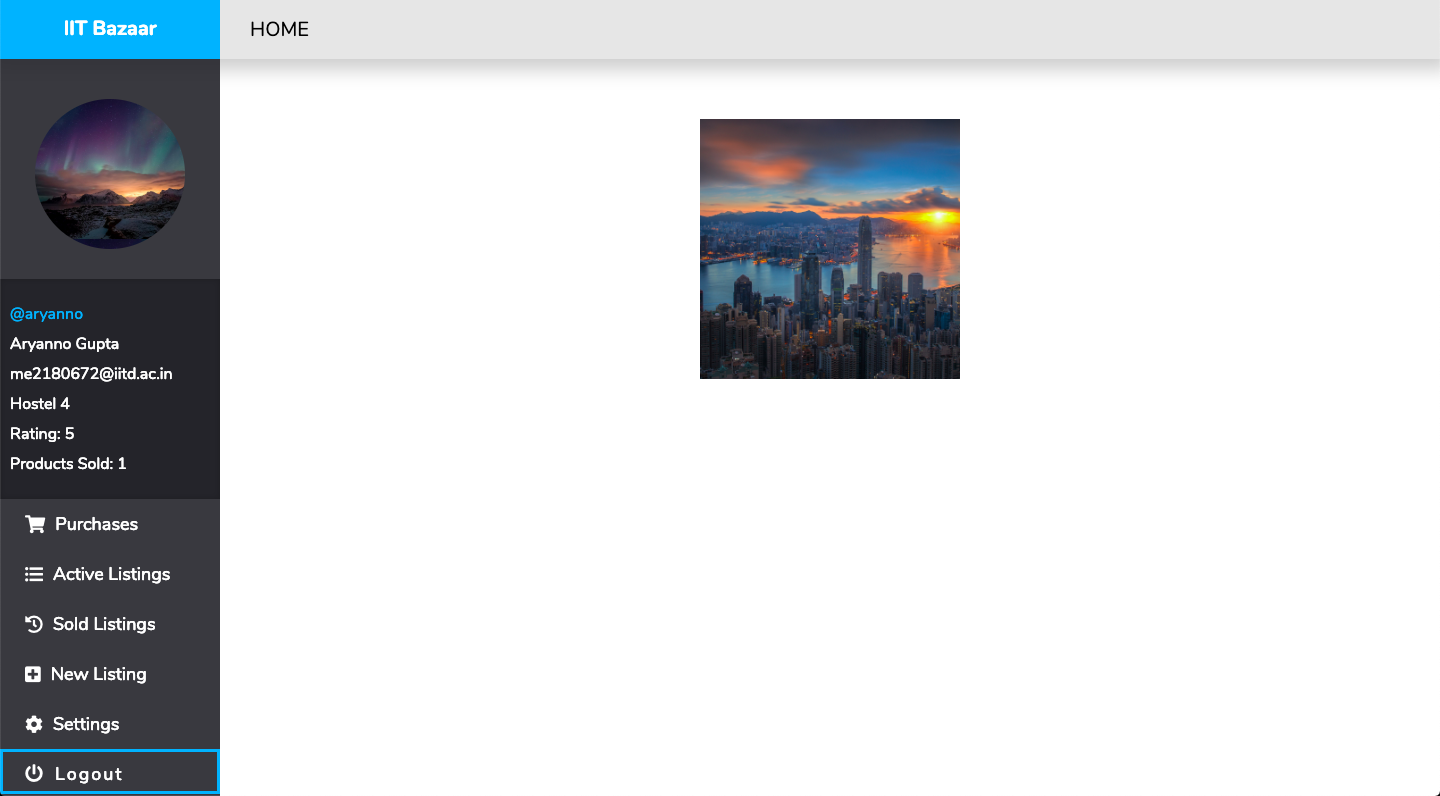 IIT Bazaar
HOME
@aryanno
Aryanno Gupta
me2180672@iitd.ac.in
Hostel 4
Rating: 5
Products Sold: 1
Purchases
Active Listings
Sold Listings
New Listing
Settings
Logout